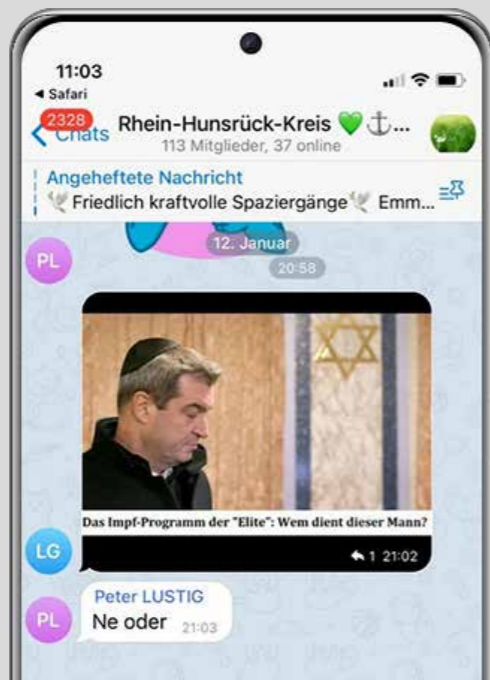 11:03
Safari
2328
Chats
Rhein-Hunsrück-Kreis 💚⚓...
113 Mitglieder, 37 online
Angeheftete Nachricht
🕊Friedlich kraftvolle Spaziergänge🕊 Emm...
12. Januar
PL
20:58
Das Impf-Programm der "Elite": Wem dient dieser Mann?
LG
1 21:02
Peter LUSTIG
PL
Ne oder 21:03